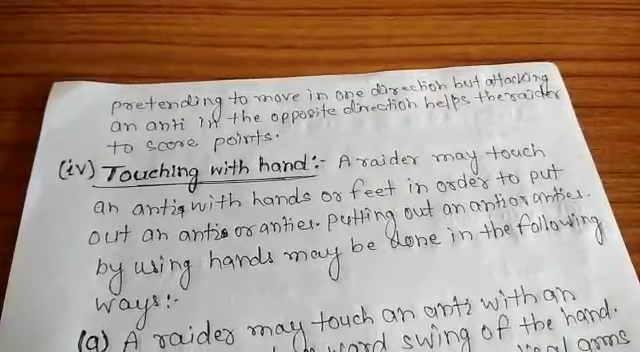 pretending to move in one direction but attacking
an anti in the opposite direction helps the raider
to score points.
(iv) Touching with hand:- A raider may touch
an anti with hands or feet in order to put
out an anti or anties. Putting out an anti or anties.
by using hands may be done in the following
ways:-
(a) A raider may touch an anti with an
ward swing of the hand.
arms